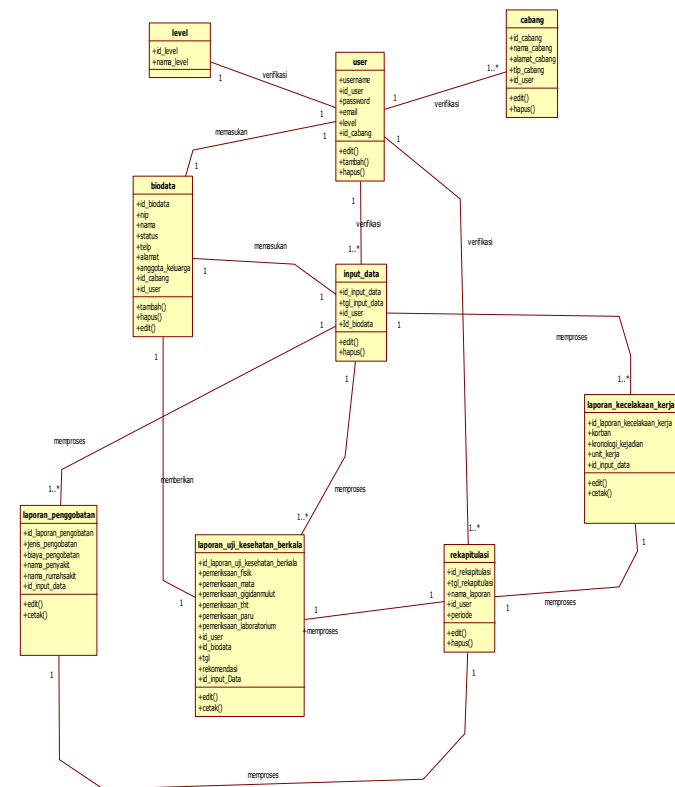 level
+id_level
+nama_level
1
verifikasi
user
+username
+id_user
+password
+email
+level
+id_cabang
+edit()
+tambah()
+hapus()
cabang
+id_cabang
+nama_cabang
+alamat_cabang
+tlp_cabang
+id_user
+edit()
+hapus()
1..*
1
verifikasi
1
memasukan
1
1
1
1
verifikasi
1..*
1
verifikasi
1..*
biodata
+id_biodata
+nip
+nama
+status
+telp
+alamat
+anggota_keluarga
+id_cabang
+id_user
+tambah()
+hapus()
+edit()
memasukan
1
1
input_data
+id_input_data
+tgl_input_data
+id_user
+Id_biodata
+edit()
+hapus()
1
memproses
1..*
1
memproses
1..*
1
memproses
1..*
1
memberikan
1
laporan_kecelakaan_kerja
+id_laporan_kecelakaan_kerja
+korban
+kronologi_kejadian
+unit_kerja
+id_input_data
+edit()
+cetak()
laporan_penggobatan
+id_laporan_pengobatan
+jenis_pengobatan
+biaya_pengobatan
+nama_penyakit
+nama_rumahsakit
+id_input_data
+edit()
+cetak()
laporan_uji_kesehatan_berkala
+id_laporan_uji_kesehatan_berkala
+pemeriksaan_fisik
+pemeriksaan_mata
+pemeriksaan_gigidanmulut
+pemeriksaan_tht
+pemeriksaan_paru
+pemeriksaan_laboratorium
+id_user
+id_biodata
+tgl
+rekomendasi
+id_input_Data
+edit()
+cetak()
rekapitulasi
+id_rekapitulasi
+tgl_rekapitulasi
+nama_laporan
+id_user
+periode
+edit()
+hapus()
1
+memproses
1
1
memproses
1
1
memproses
1